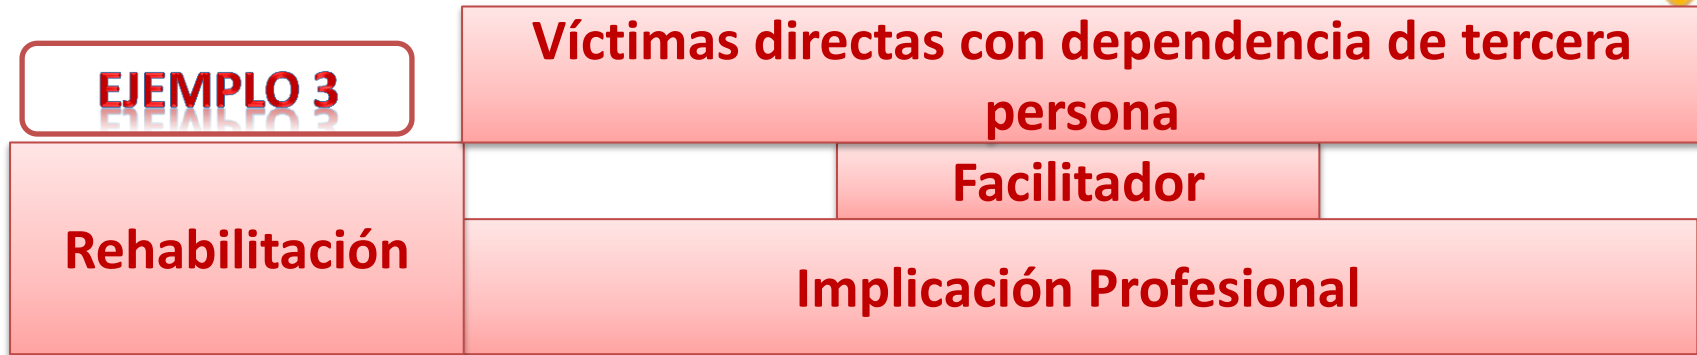 EJEMPLO 3
Víctimas directas con dependencia de tercera
persona
Facilitador
Rehabilitación
Implicación Profesional